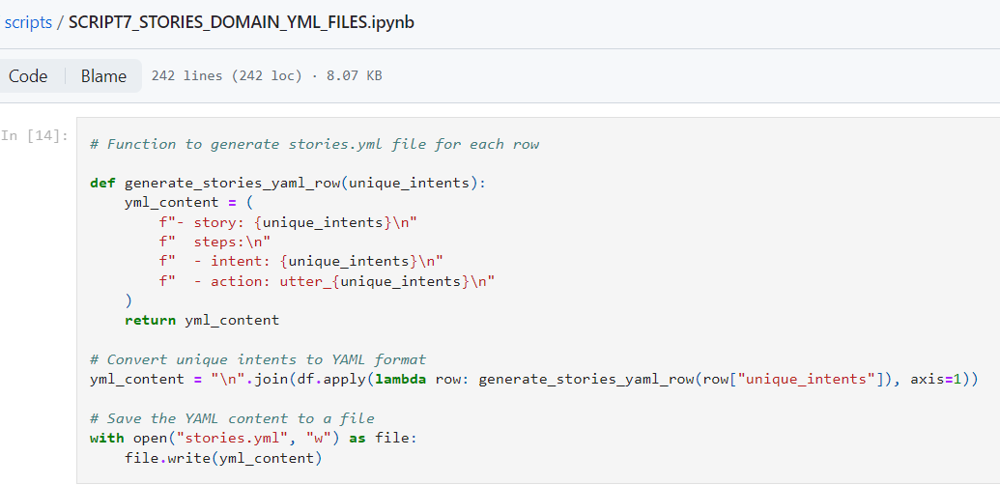 scripts / SCRIPT7_STORIES_DOMAIN_YML_FILES.ipynb
Code Blame 242 lines (242 loc) · 8.07 KB
In [14]:
# Function to generate stories.yml file for each row
def generate_stories_yaml_row(unique_intents):
    yml_content = (
        f"- story: {unique_intents}\n"
        f"  steps:\n"
        f"  - intent: {unique_intents}\n"
        f"  - action: utter_{unique_intents}\n"
    )
    return yml_content
# Convert unique intents to YAML format
yml_content = "\n".join(df.apply(lambda row: generate_stories_yaml_row(row["unique_intents"]), axis=1))
# Save the YAML content to a file
with open("stories.yml", "w") as file:
    file.write(yml_content)